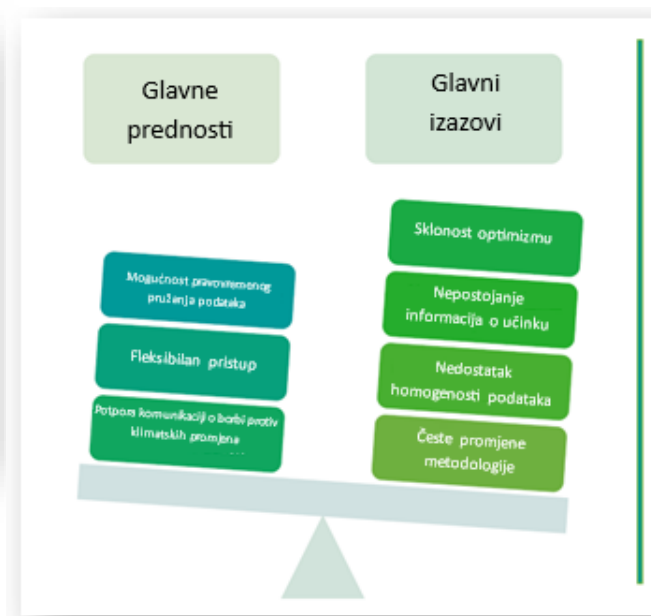 Glavne
prednosti
Glavni
izazovi
Mogućnost pravovremenog
pružanja podataka
Fleksibilan pristup
Potpora komunikaciji o borbi protiv
klimatskih promjena
Sklonost optimizmu
Nepostojanje
informacija o učinku
Nedostatak
homogenosti podataka
Česte promjene
metodologije